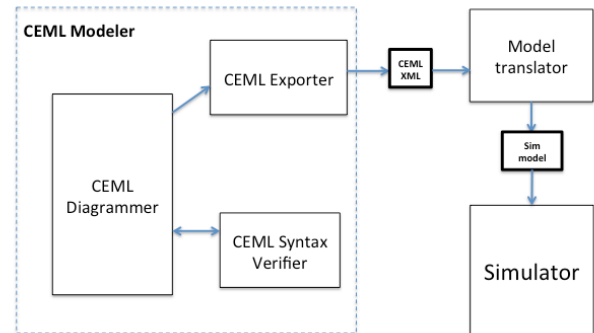 CEML Modeler
CEML Exporter
CEML
XML
Model
translator
CEML
Diagrammer
Sim
model
CEML Syntax
Verifier
Simulator